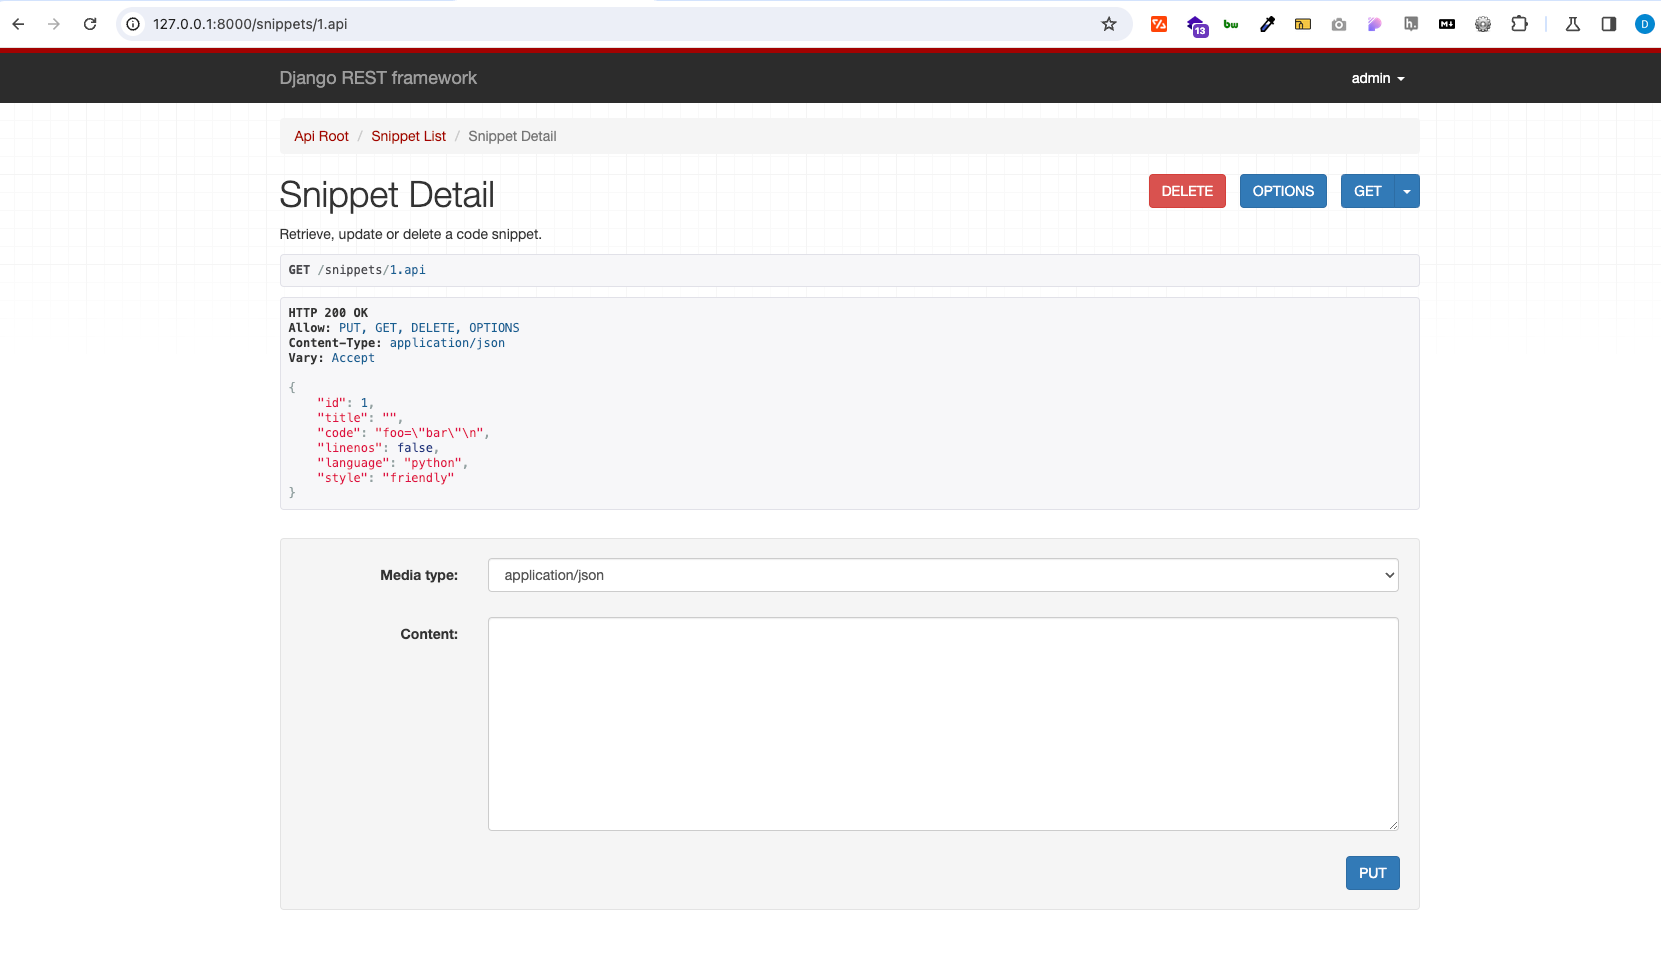 127.0.0.1:8000/snippets/1.api
13
bw
h.
M
D
Django REST framework
admin
Api Root / Snippet List / Snippet Detail
Snippet Detail
DELETE
OPTIONS
GET
Retrieve, update or delete a code snippet.
GET /snippets/1.api
HTTP 200 OK
Allow: PUT, GET, DELETE, OPTIONS
Content-Type: application/json
Vary: Accept
{
    "id": 1,
    "title": "",
    "code": "foo=\"bar\"\n",
    "linenos": false,
    "language": "python",
    "style": "friendly"
}
Media type:
application/json
Content:
PUT